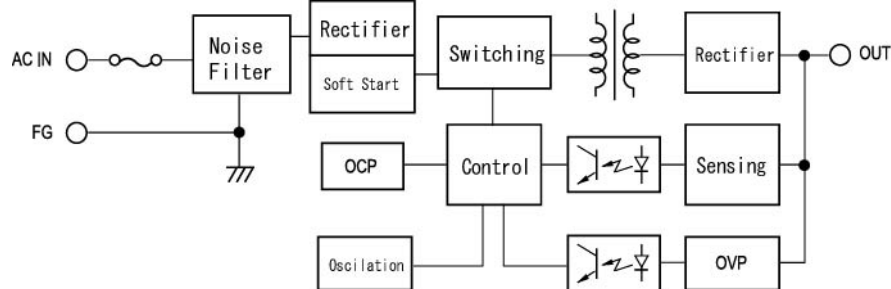 AC IN
Noise
Filter
Rectifier
Soft Start
Switching
Rectifier
OUT
FG
OCP
Control
Sensing
Oscilation
OVP